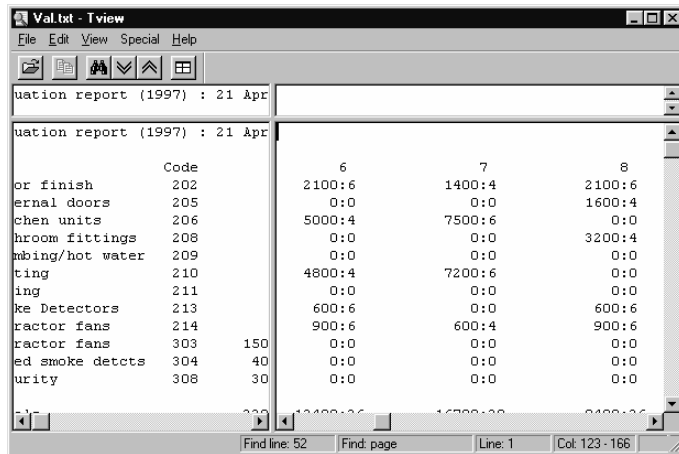 Val.txt - Tview
File Edit View Special Help
uation report (1997) : 21 Apr
uation report (1997) : 21 Apr
Code 6 7 8
or finish 202 2100:6 1400:4 2100:6
ernal doors 205 0:0 0:0 1600:4
chen units 206 5000:4 7500:6 0:0
hroom fittings 208 0:0 0:0 3200:4
mbing/hot water 209 0:0 0:0 0:0
ting 210 4800:4 7200:6 0:0
ing 211 0:0 0:0 0:0
ke Detectors 213 600:6 0:0 600:6
ractor fans 214 900:6 600:4 900:6
ractor fans 303 150 0:0 0:0 0:0
ed smoke detcts 304 40 0:0 0:0 0:0
urity 308 30 0:0 0:0 0:0
Find line: 52 Find: page Line: 1 Col: 123 - 166